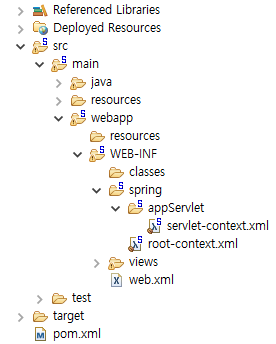 Referenced Libraries
Deployed Resources
src
main
java
resources
webapp
resources
WEB-INF
classes
spring
appServlet
servlet-context.xml
root-context.xml
views
web.xml
test
target
pom.xml